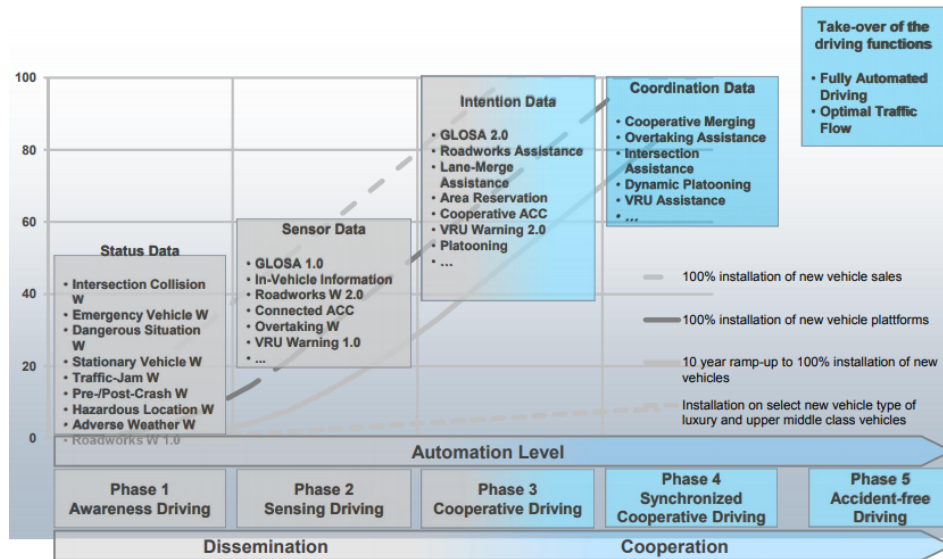 Take-over of the
driving functions
• Fully Automated
Driving
• Optimal Traffic
Flow
100
80
60
40
20
0
Coordination Data
• Cooperative Merging
• Overtaking Assistance
• Intersection
Assistance
• Dynamic Platooning
• VRU Assistance
• ...
Intention Data
• GLOSA 2.0
• Roadworks Assistance
• Lane-Merge
Assistance
• Area Reservation
• Cooperative ACC
• VRU Warning 2.0
• Platooning
• ...
Sensor Data
• GLOSA 1.0
• In-Vehicle Information
• Roadworks W 2.0
• Connected ACC
• Overtaking W
• VRU Warning 1.0
• ...
Status Data
• Intersection Collision
W
• Emergency Vehicle W
• Dangerous Situation
W
• Stationary Vehicle W
• Traffic-Jam W
• Pre-/Post-Crash W
• Hazardous Location W
• Adverse Weather W
• Roadworks W 1.0
100% installation of new vehicle sales
100% installation of new vehicle plattforms
10 year ramp-up to 100% installation of new
vehicles
Installation on select new vehicle type of
luxury and upper middle class vehicles
Automation Level
Phase 1
Awareness Driving
Phase 2
Sensing Driving
Phase 3
Cooperative Driving
Phase 4
Synchronized
Cooperative Driving
Phase 5
Accident-free
Driving
Dissemination
Cooperation